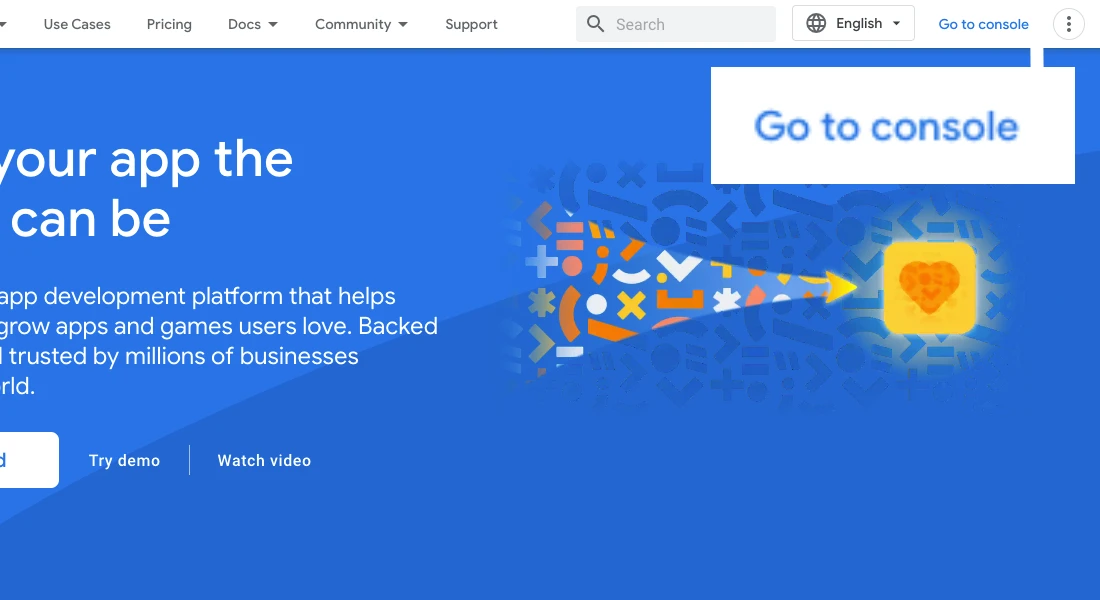 Use Cases Pricing Docs Community Support Search English Go to console
Go to console
your app the
can be
app development platform that helps
grow apps and games users love. Backed
trusted by millions of businesses
Try demo Watch video